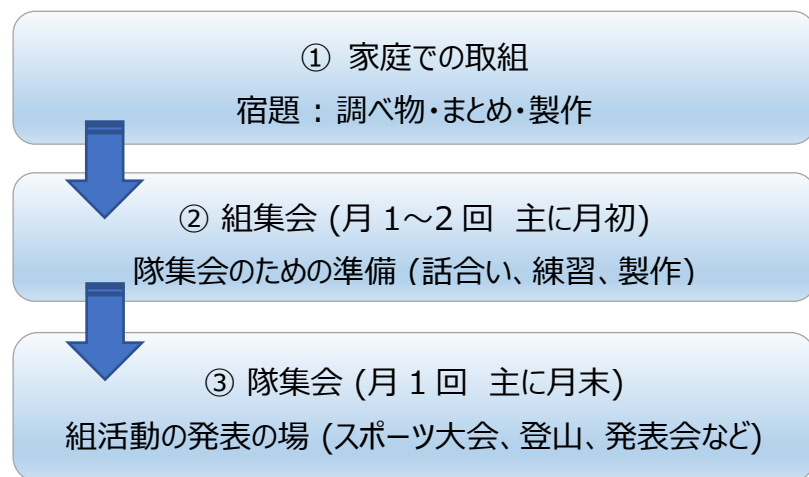 ① 家庭での取組
宿題：調べ物・まとめ・製作
② 組集会 (月 1～2 回 主に月初)
隊集会のための準備 (話合い、練習、製作)
③ 隊集会 (月 1 回 主に月末)
組活動の発表の場 (スポーツ大会、登山、発表会など)